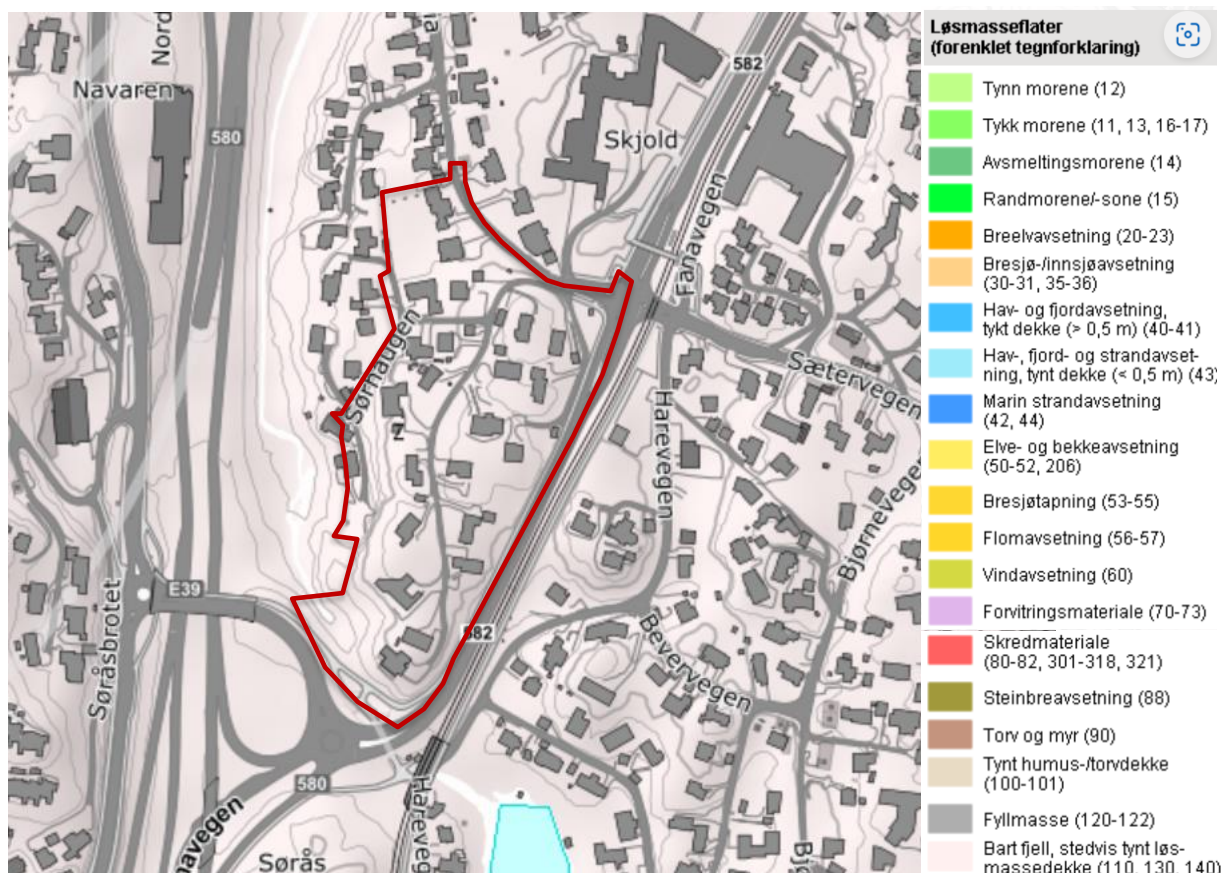 Navaren
Nord
580
582
Skjold
Fanavegen
Sætervegen
Sørhaugen
Harevegen
Bjørnevegen
E39
Søråsbrotet
582
Bevervegen
580
navegen
Sørås
Hareveg
Bjø
Løsmasseflater
(forenklet tegnforklaring)
Tynn morene (12)
Tykk morene (11, 13, 16-17)
Avsmeltingsmorene (14)
Randmorene/-sone (15)
Breelvavsetning (20-23)
Bresjø-/innsjøavsetning
(30-31, 35-36)
Hav- og fjordavsetning,
tykt dekke (> 0,5 m) (40-41)
Hav-, fjord- og strandavset-
ning, tynt dekke (< 0,5 m) (43)
Marin strandavsetning
(42, 44)
Elve- og bekkeavsetning
(50-52, 206)
Bresjøtapning (53-55)
Flomavsetning (56-57)
Vindavsetning (60)
Forvitringsmateriale (70-73)
Skredmateriale
(80-82, 301-318, 321)
Steinbreavsetning (88)
Torv og myr (90)
Tynt humus-/torvdekke
(100-101)
Fyllmasse (120-122)
Bart fjell, stedvis tynt løs-
massedekke (110, 130, 140)